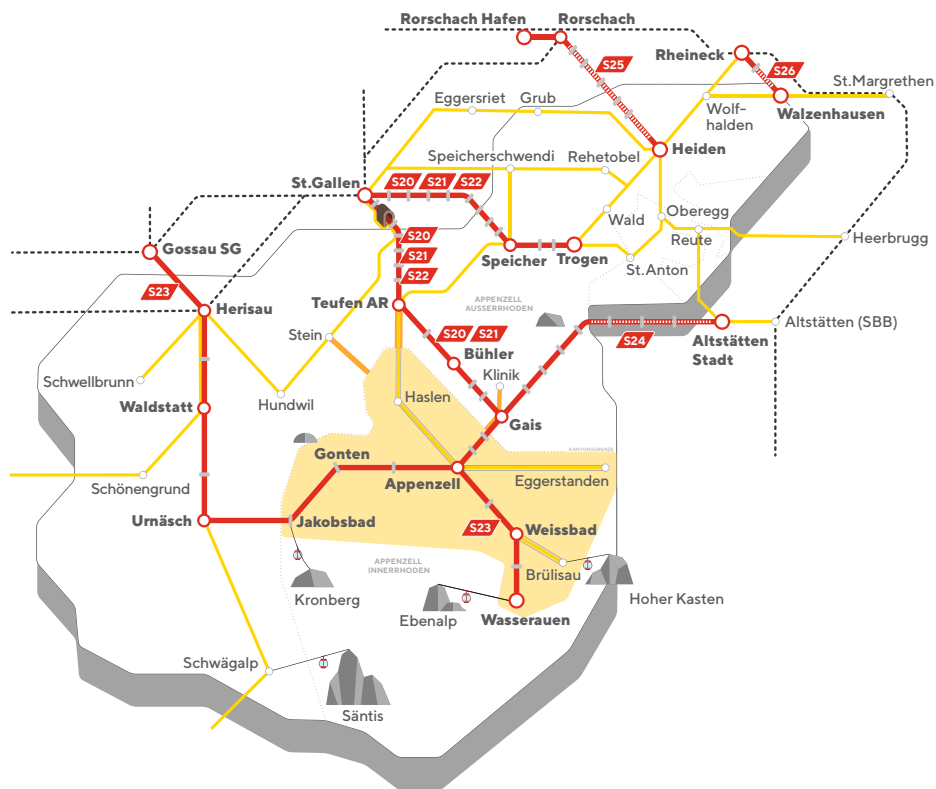 Rorschach Hafen
Rorschach
Rheineck
S25
S26
St.Margrethen
Eggersriet
Grub
Wolf-
halden
Walzenhausen
Speicherschwendi
Rehetobel
Heiden
St.Gallen
S20
S21
S22
Wald
Oberegg
S20
Reute
Heerbrugg
Gossau SG
S21
Speicher
Trogen
S22
St.Anton
S23
Teufen AR
APPENZELL
AUSSERRHODEN
Herisau
Stein
S20
S21
S24
Altstätten
Stadt
Altstätten (SBB)
Bühler
Klinik
Schwellbrunn
Hundwil
Haslen
Waldstatt
Gais
Gonten
KANTONSGRENZE
Appenzell
Eggerstanden
Schönengrund
Urnäsch
Jakobsbad
S23
Weissbad
APPENZELL
INNERRHODEN
Brülisau
Kronberg
Ebenalp
Wasserauen
Hoher Kasten
Schwägalp
Säntis